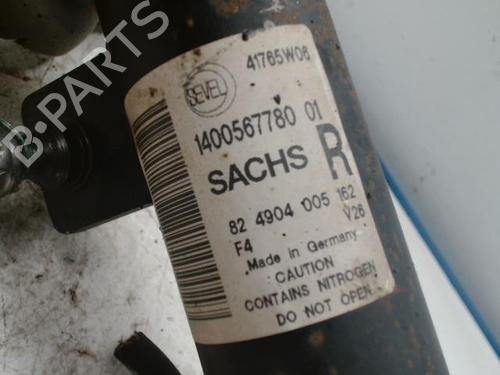 41765W06
SEVEL
1400567780 01
SACHS R
82 4904 005 162
F4 V26
Made in Germany
CAUTION
CONTAINS NITROGEN
DO NOT OPEN
B-PARTS